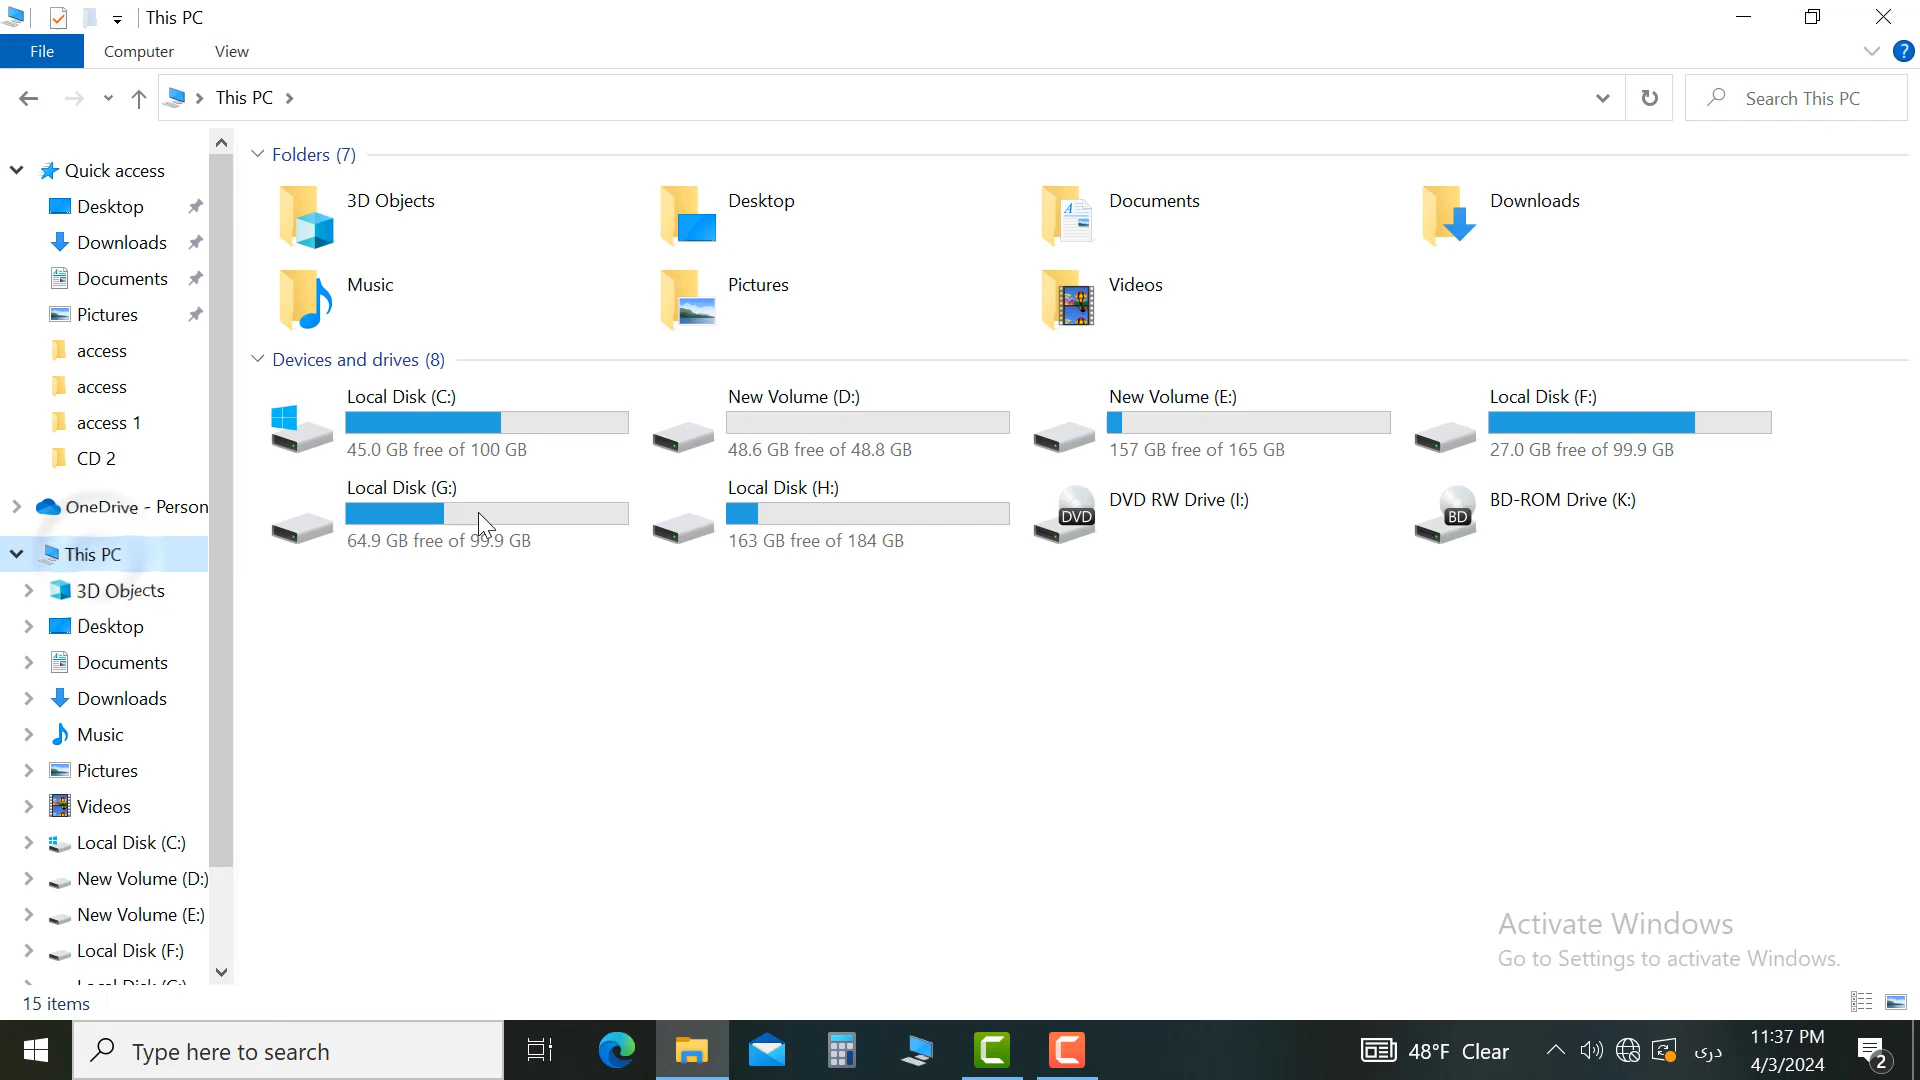 This PC
File Computer View
This PC
Search This PC
Quick access
Desktop
Downloads
Documents
Pictures
access
access
access 1
CD 2
OneDrive - Person
This PC
3D Objects
Desktop
Documents
Downloads
Music
Pictures
Videos
Local Disk (C:)
New Volume (D:)
New Volume (E:)
Local Disk (F:)
Local Disk (G:)
Folders (7)
3D Objects
Desktop
Documents
Downloads
Music
Pictures
Videos
Devices and drives (8)
Local Disk (C:)
45.0 GB free of 100 GB
New Volume (D:)
48.6 GB free of 48.8 GB
New Volume (E:)
157 GB free of 165 GB
Local Disk (F:)
27.0 GB free of 99.9 GB
Local Disk (G:)
64.9 GB free of 99.9 GB
Local Disk (H:)
163 GB free of 184 GB
DVD RW Drive (I:)
DVD
BD-ROM Drive (K:)
BD
Activate Windows
Go to Settings to activate Windows.
15 items
Type here to search
48°F Clear
دری
11:37 PM
4/3/2024
2